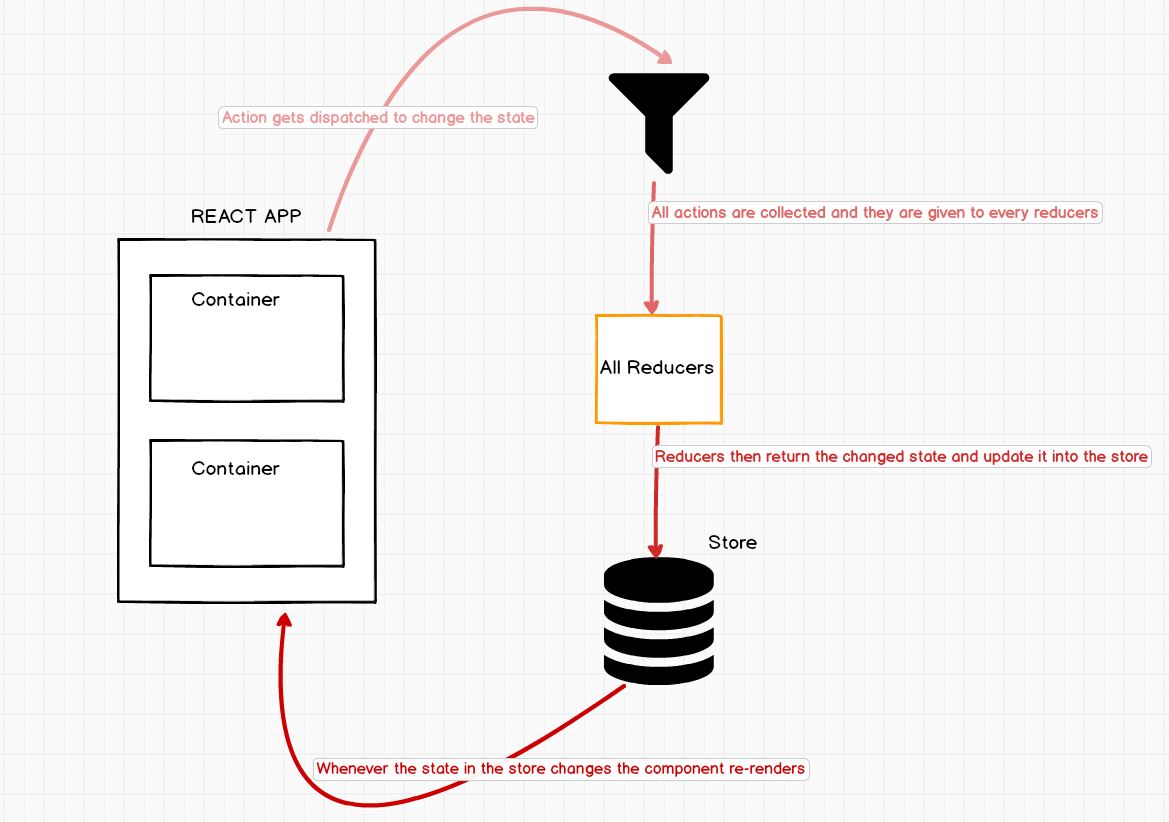 Action gets dispatched to change the state
All actions are collected and they are given to every reducers
REACT APP
Container
All Reducers
Reducers then return the changed state and update it into the store
Container
Store
Whenever the state in the store changes the component re-renders